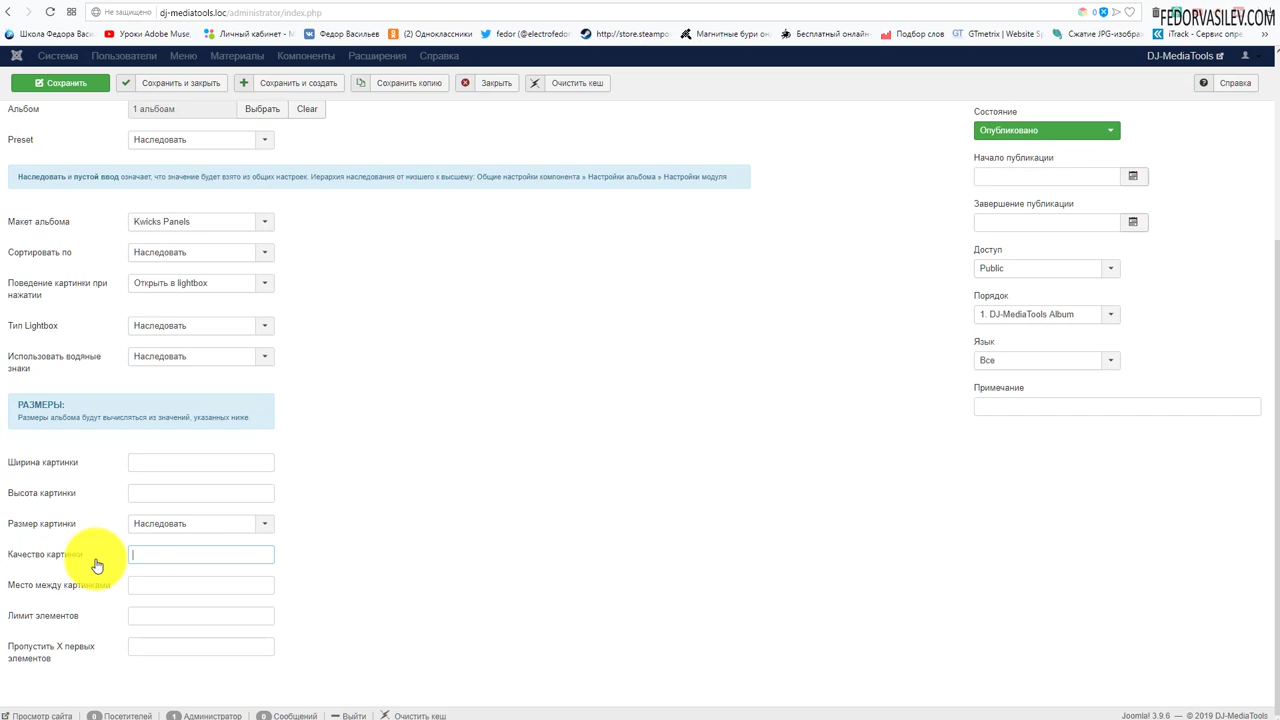 Не защищено dj-mediatools.loc/administrator/index.php
0
FEDORVASILEV.COM
Школа Федора Васи
Уроки Adobe Muse,
Личный кабинет - М
Федор Васильев
(2) Одноклассники
fedor (@electrofedor
http://store.steampo
Магнитные бури он
Бесплатный онлайн
Подбор слов
GTmetrix | Website S
Сжатие JPG-изобра
iTrack - Сервис опре
Система Пользователи Меню Материалы Компоненты Расширения Справка
DJ-MediaTools
Сохранить
Сохранить и закрыть
Сохранить и создать
Сохранить копию
Закрыть
Очистить кеш
Справка
Альбом
1 альбоам
Выбрать
Clear
Preset
Наследовать
Наследовать и пустой ввод означает, что значение будет взято из общих настроек. Иерархия наследования от низшего к высшему: Общие настройки компонента » Настройки альбома » Настройки модуля
Макет альбома
Kwicks Panels
Сортировать по
Наследовать
Поведение картинки при
нажатии
Открыть в lightbox
Тип Lightbox
Наследовать
Использовать водяные
знаки
Наследовать
РАЗМЕРЫ:
Размеры альбома будут вычисляться из значений, указанных ниже.
Ширина картинки
Высота картинки
Размер картинки
Наследовать
Качество картинки
Место между картинками
Лимит элементов
Пропустить X первых
элементов
Состояние
Опубликовано
Начало публикации
Завершение публикации
Доступ
Public
Порядок
1. DJ-MediaTools Album
Язык
Все
Примечание
Просмотр сайта
0 Посетителей
1 Администратор
0 Сообщений
Выйти
Очистить кеш
Joomla! 3.9.6 — © 2019 DJ-MediaTools